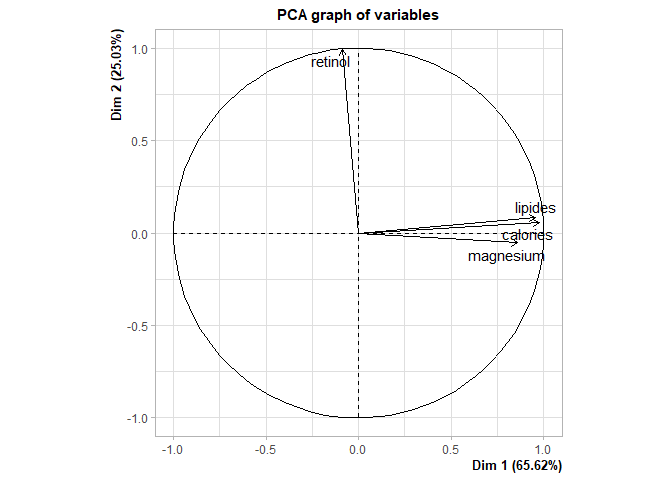 PCA graph of variables
Dim 2 (25.03%)
1.0
retinol
0.5
lipides
0.0
calories
magnesium
-0.5
-1.0
-1.0 -0.5 0.0 0.5 1.0
Dim 1 (65.62%)